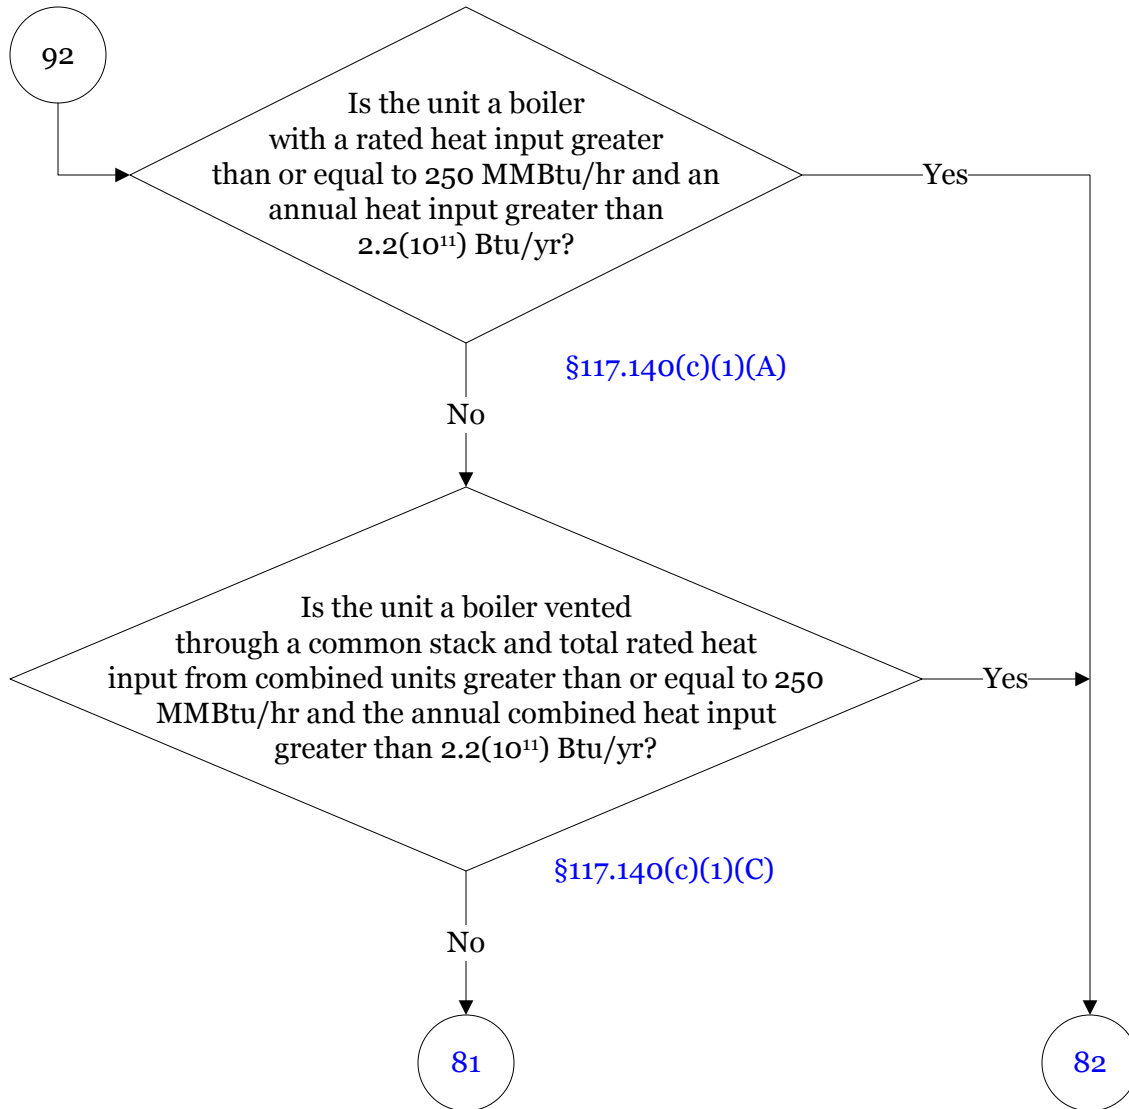 92
Is the unit a boiler
with a rated heat input greater
than or equal to 250 MMBtu/hr and an
annual heat input greater than
2.2(10¹¹) Btu/yr?
Yes
§117.140(c)(1)(A)
No
Is the unit a boiler vented
through a common stack and total rated heat
input from combined units greater than or equal to 250
MMBtu/hr and the annual combined heat input
greater than 2.2(10¹¹) Btu/yr?
Yes
§117.140(c)(1)(C)
No
81
82